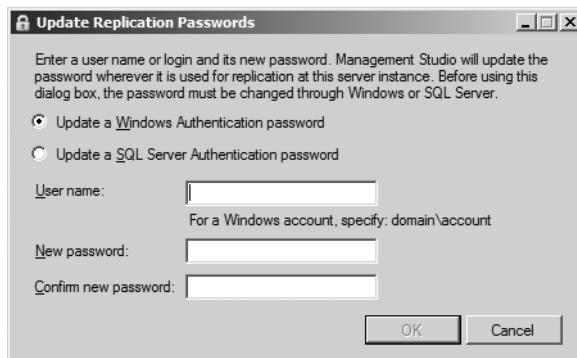 Update Replication Passwords
Enter a user name or login and its new password. Management Studio will update the
password wherever it is used for replication at this server instance. Before using this
dialog box, the password must be changed through Windows or SQL Server.
Update a Windows Authentication password
Update a SQL Server Authentication password
User name:
For a Windows account, specify: domain\account
New password:
Confirm new password:
OK
Cancel